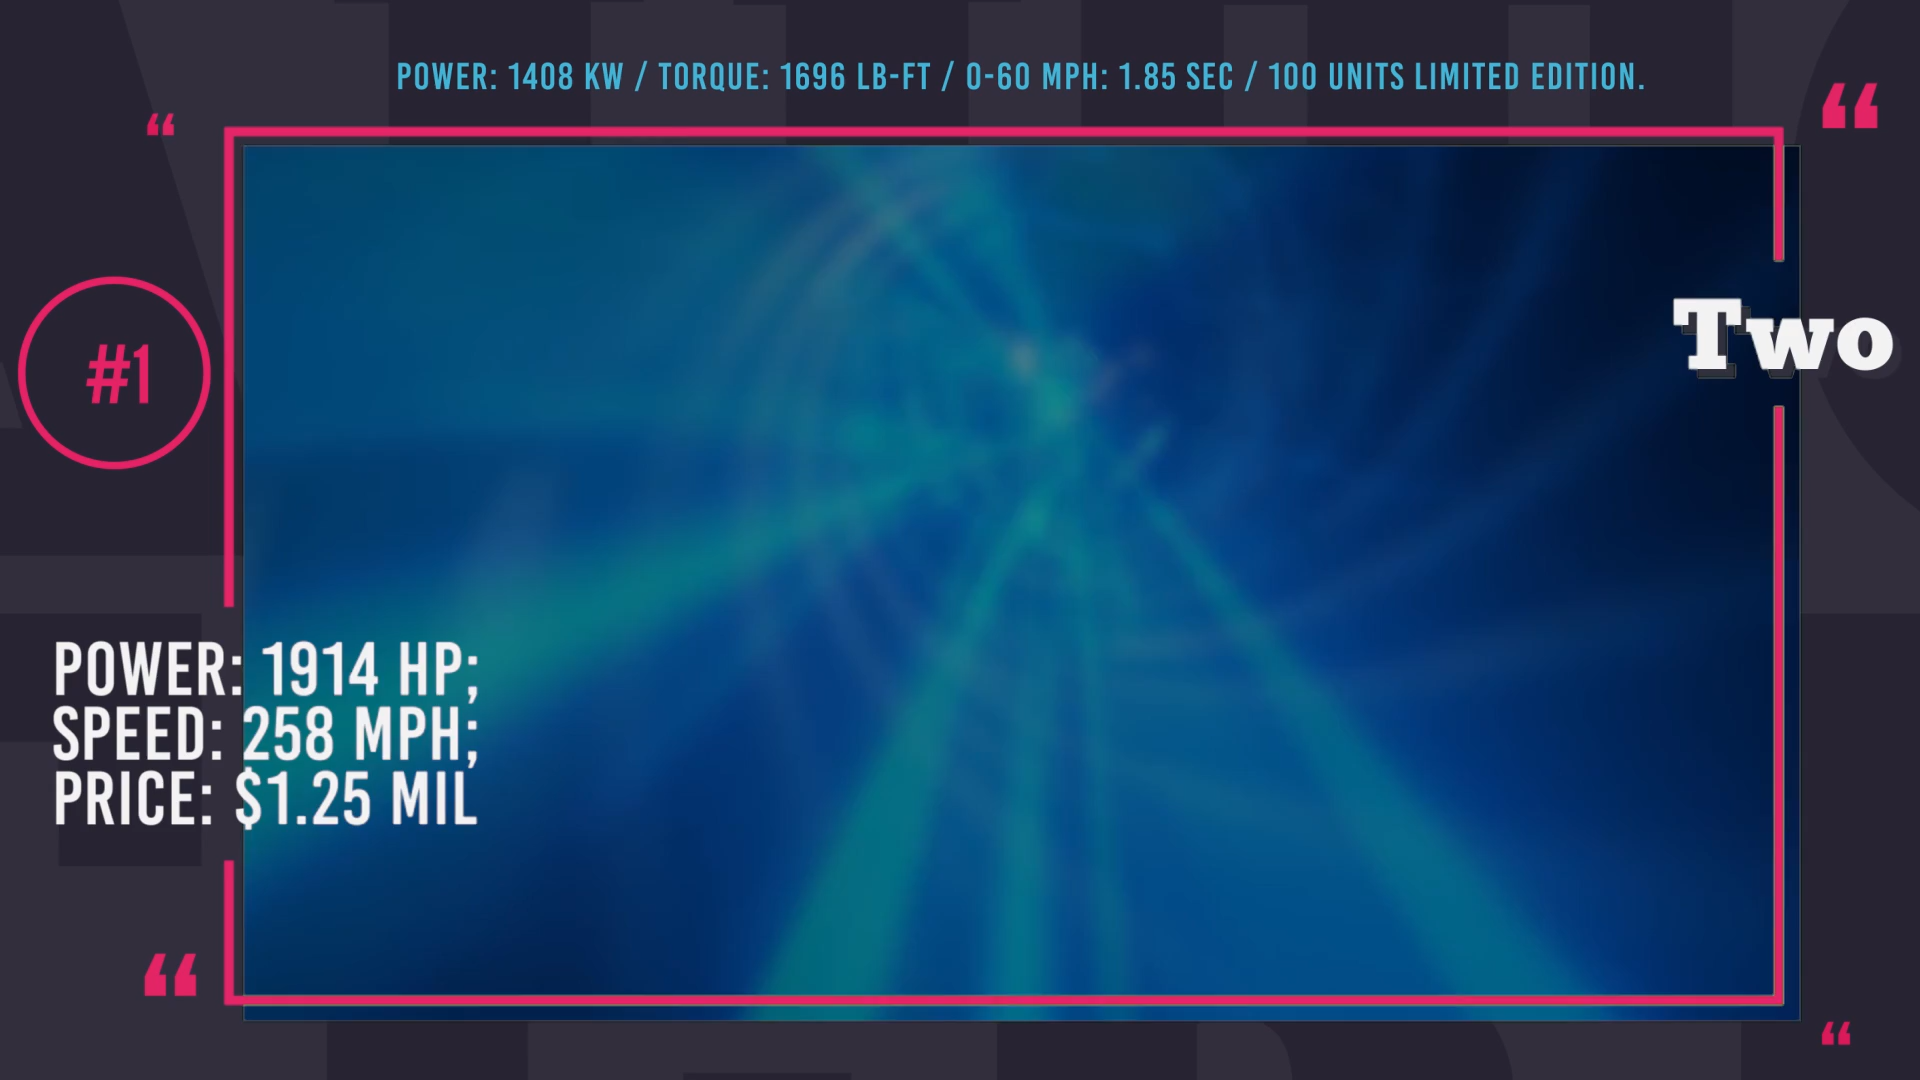 POWER: 1408 KW / TORQUE: 1696 LB-FT / 0-60 MPH: 1.85 SEC / 100 UNITS LIMITED EDITION.
“
“
#1
Two
POWER: 1914 HP;
SPEED: 258 MPH;
PRICE: $1.25 MIL
“
“